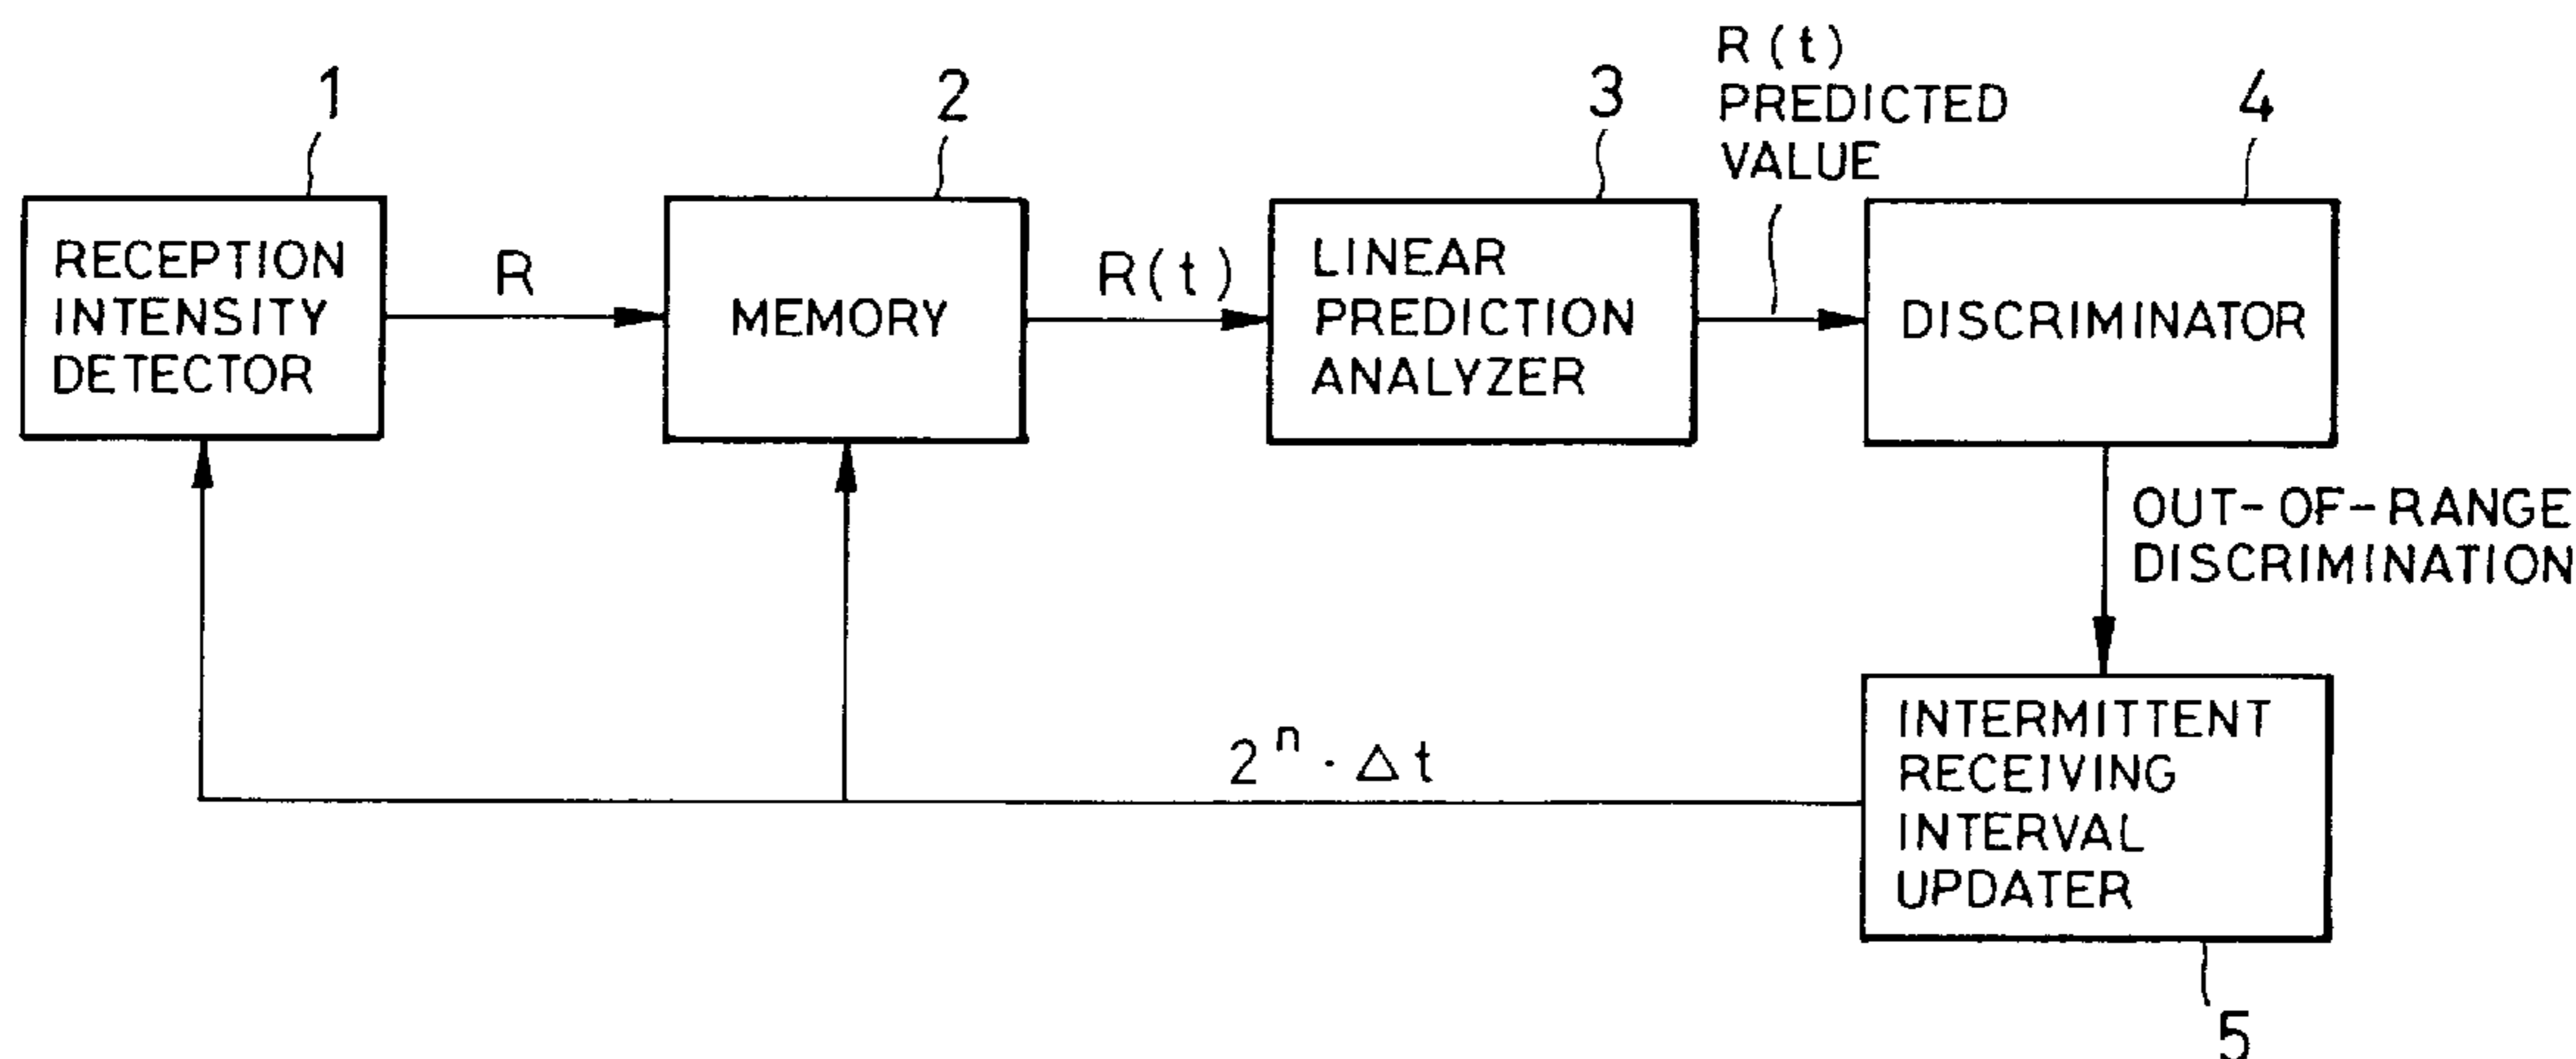 1
2
3
R(t)
PREDICTED
VALUE
4
RECEPTION
INTENSITY
DETECTOR
R
MEMORY
R(t)
LINEAR
PREDICTION
ANALYZER
DISCRIMINATOR
OUT-OF-RANGE
DISCRIMINATION
2ⁿ · Δt
INTERMITTENT
RECEIVING
INTERVAL
UPDATER
5